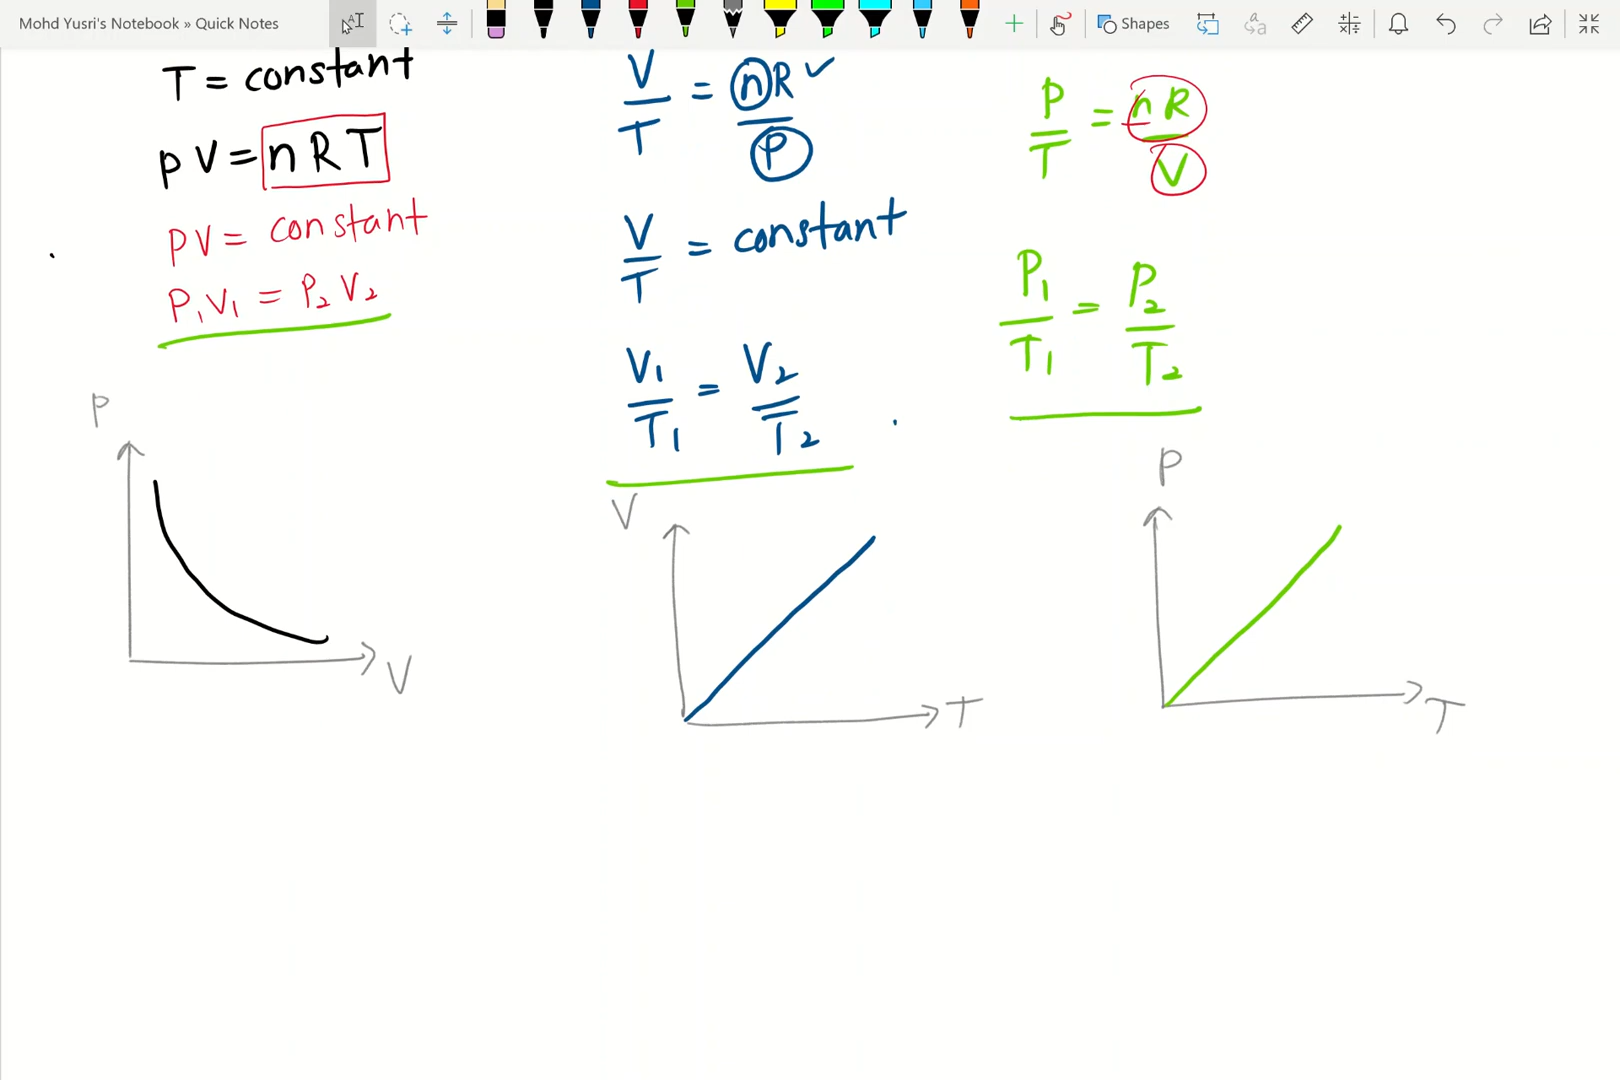 Mohd Yusri's Notebook » Quick Notes
Shapes
T = constant
pV = nRT
PV = constant
P₁V₁ = P₂V₂
P
V
V/T = nR/P ✓
V/T = constant
V₁/T₁ = V₂/T₂
V
T
P/T = nR/V
P₁/T₁ = P₂/T₂
P
T